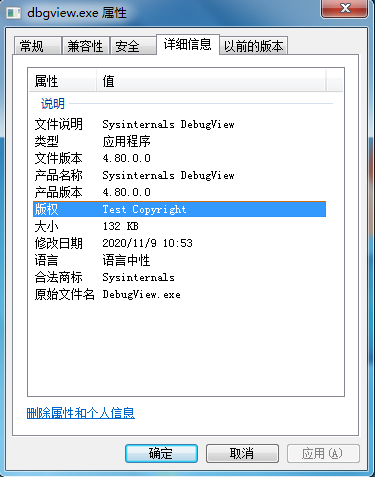 dbgview.exe 属性
常规 兼容性 安全 详细信息 以前的版本
属性 值
说明
文件说明 Sysinternals DebugView
类型 应用程序
文件版本 4.80.0.0
产品名称 Sysinternals DebugView
产品版本 4.80.0.0
版权 Test Copyright
大小 132 KB
修改日期 2020/11/9 10:53
语言 语言中性
合法商标 Sysinternals
原始文件名 DebugView.exe
删除属性和个人信息
确定 取消 应用(A)